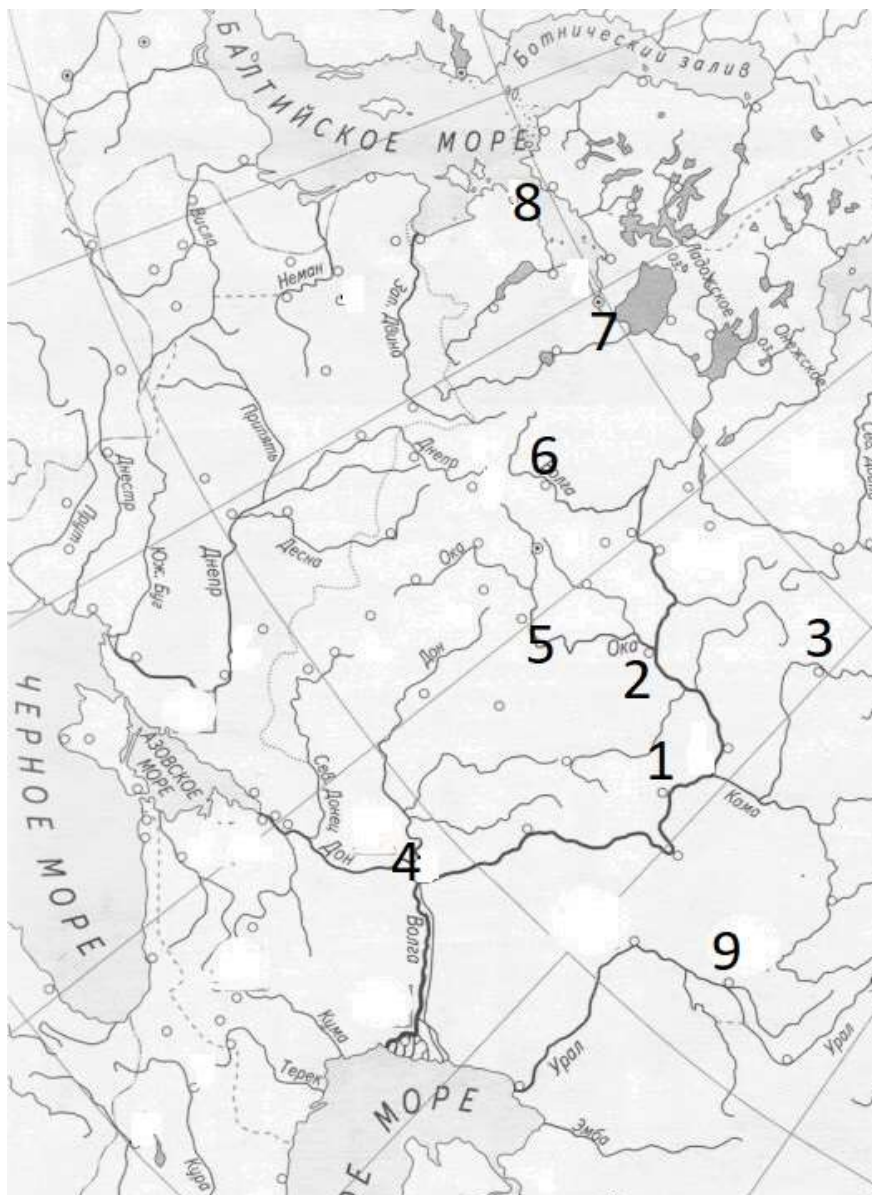 Ботнический залив
БАЛТИЙСКОЕ МОРЕ
8
Висла
Неман
Зап. Двина
Ладожское
оз.
7
Онежское
оз.
Припять
Днепр
6
Волга
Сев. Двина
Днестр
Прут
Юж. Буг
Днепр
Десна
Ока
Дон
5
Ока
2
3
ЧЕРНОЕ МОРЕ
АЗОВСКОЕ
МОРЕ
Сев. Донец
1
Кама
Дон
4
Волга
9
Кума
Терек
Урал
Урал
МОРЕ
Эмба
Кура